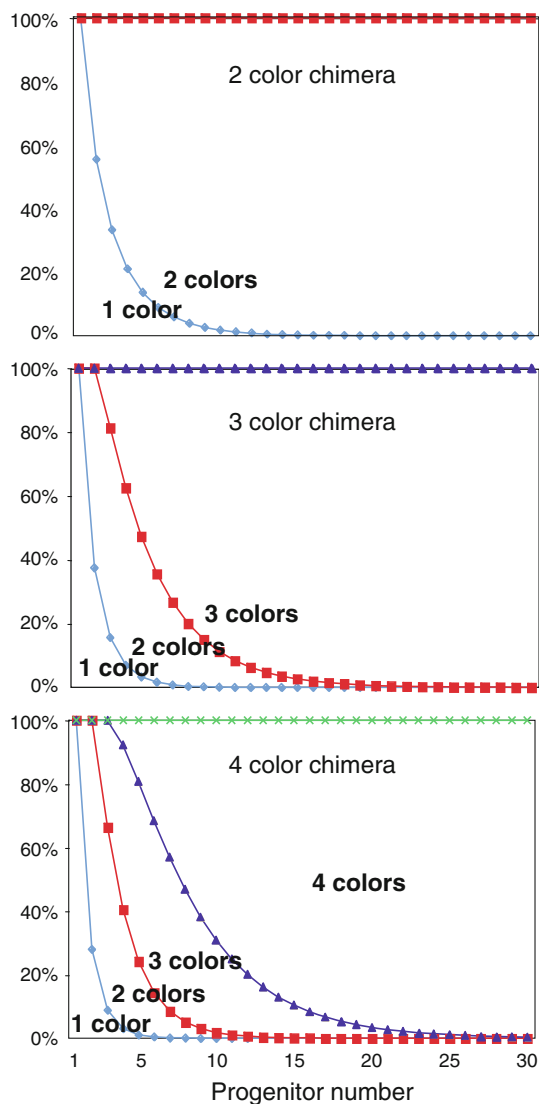 100%
2 color chimera
80%
60%
40%
20%
2 colors
1 color
0%
100%
3 color chimera
80%
60%
40%
20%
3 colors
2 colors
1 color
0%
100%
4 color chimera
80%
60%
4 colors
40%
20%
3 colors
2 colors
1 color
0%
1 5 10 15 20 25 30
Progenitor number